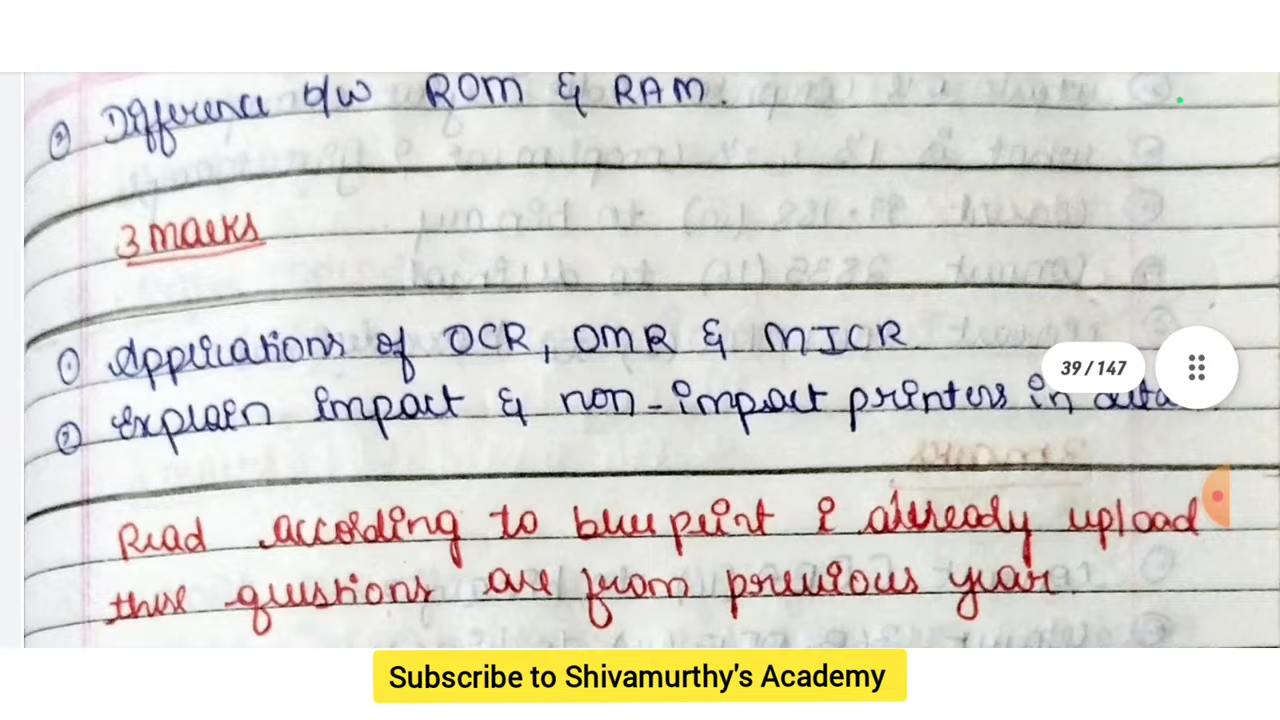 ② Difference b/w ROM & RAM.
3 marks
① Applications of OCR, OMR & MICR
② Explain impact & non-impact printers in
39 / 147
Read according to blueprint i already upload
these questions are from previous year
Subscribe to Shivamurthy's Academy